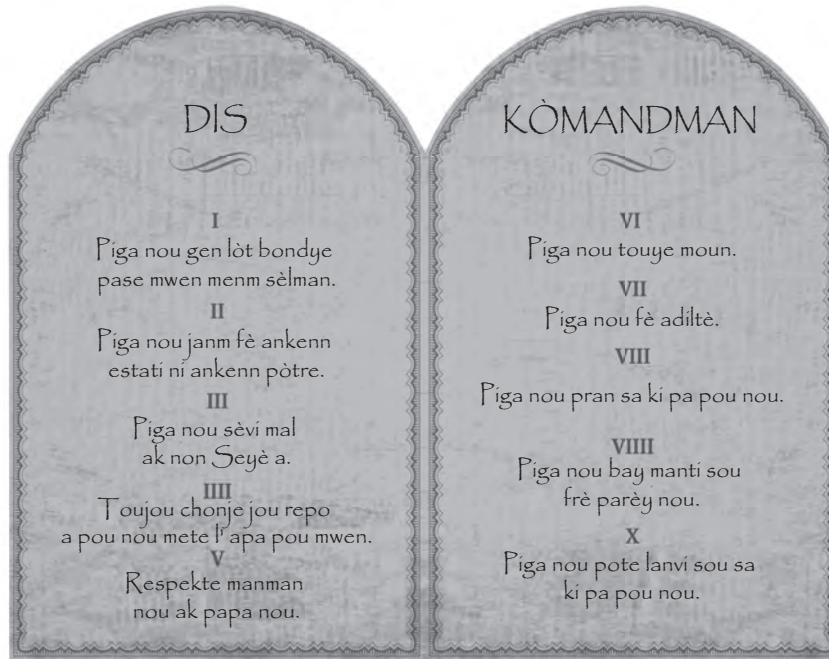 DIS
I
Piga nou gen lòt bondye
pase mwen menm sèlman.
II
Piga nou janm fè ankenn
estati ni ankenn pòtre.
III
Piga nou sèvi mal
ak non Seyè a.
IIII
Toujou chonje jou repo
a pou nou mete l' apa pou mwen.
V
Respekte manman
nou ak papa nou.
KÒMANDMAN
VI
Piga nou touye moun.
VII
Piga nou fè adiltè.
VIII
Piga nou pran sa ki pa pou nou.
VIIII
Piga nou bay manti sou
frè parèy nou.
X
Piga nou pote lanvi sou sa
ki pa pou nou.